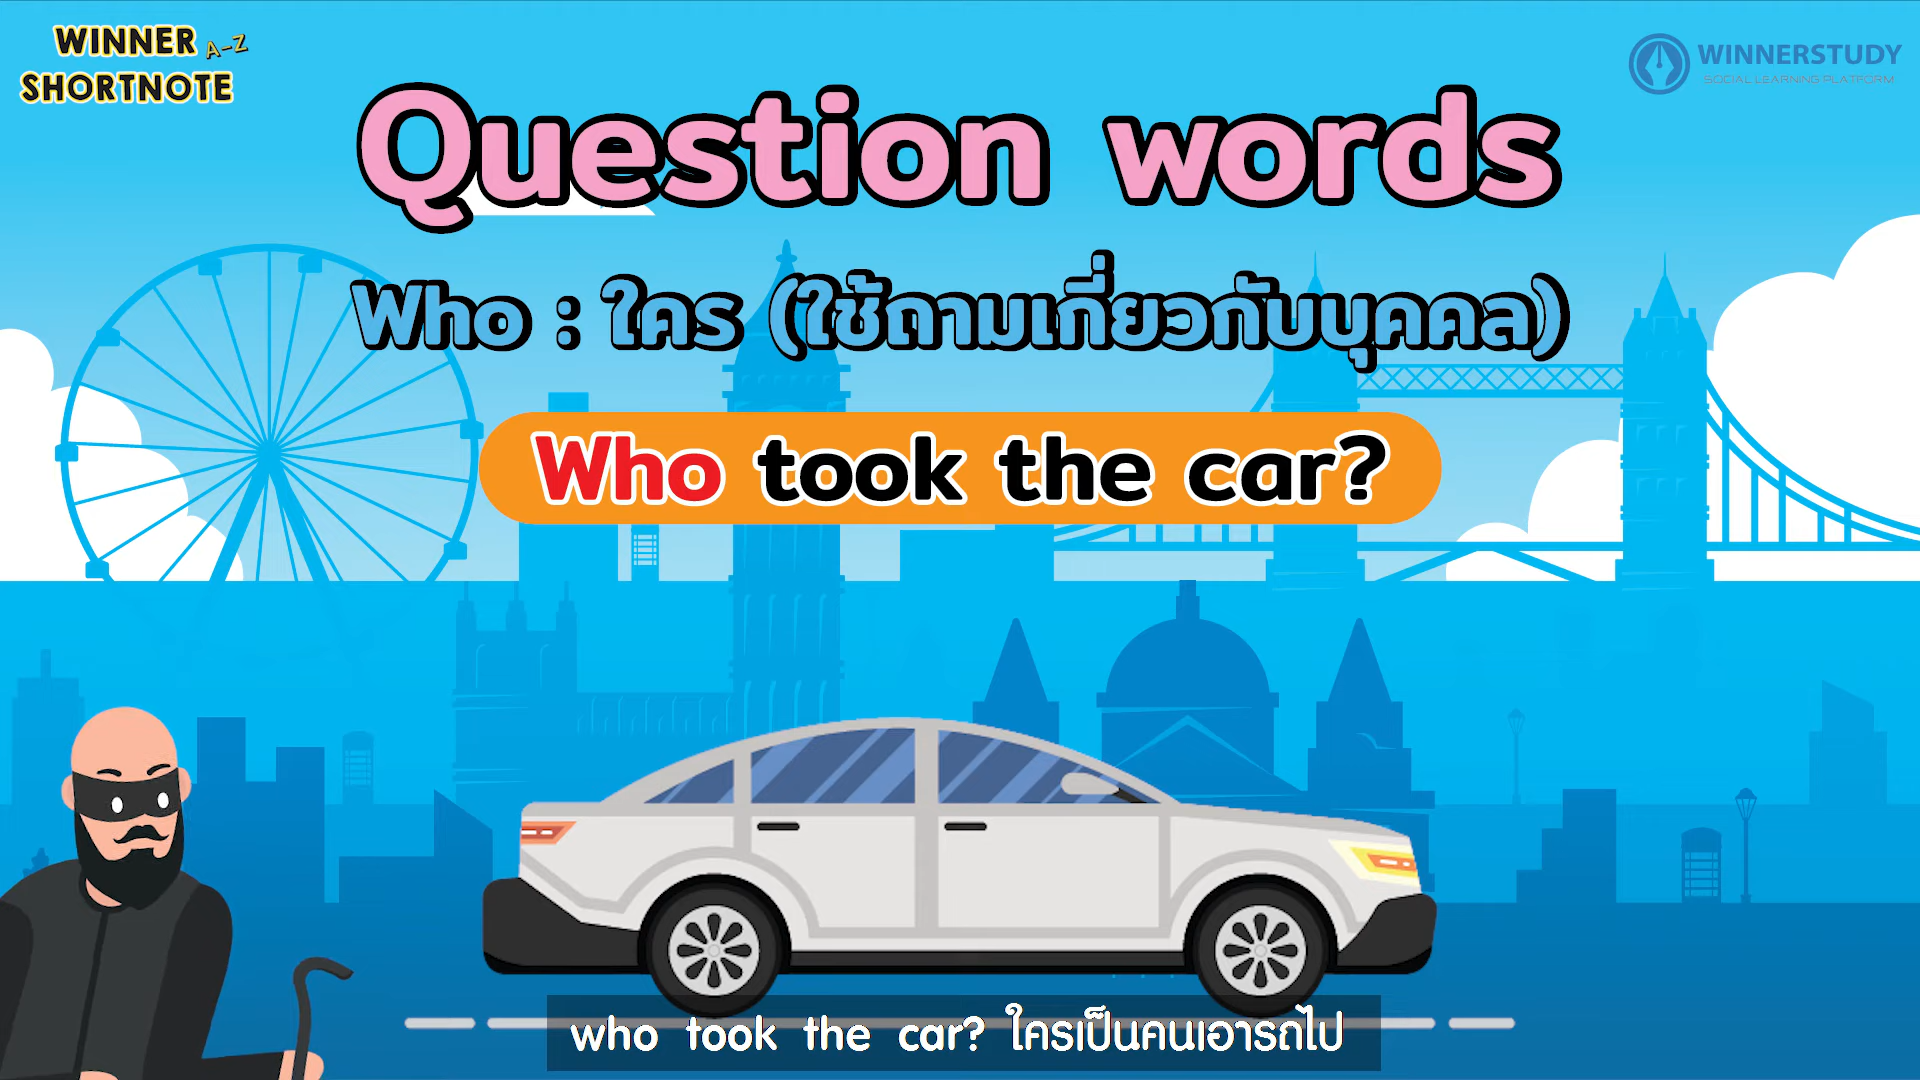 WINNER A-Z
SHORTNOTE
WINNERSTUDY
SOCIAL LEARNING PLATFORM
Question words
Who : ใคร (ใช้ถามเกี่ยวกับบุคคล)
Who took the car?
who took the car? ใครเป็นคนเอารถไป